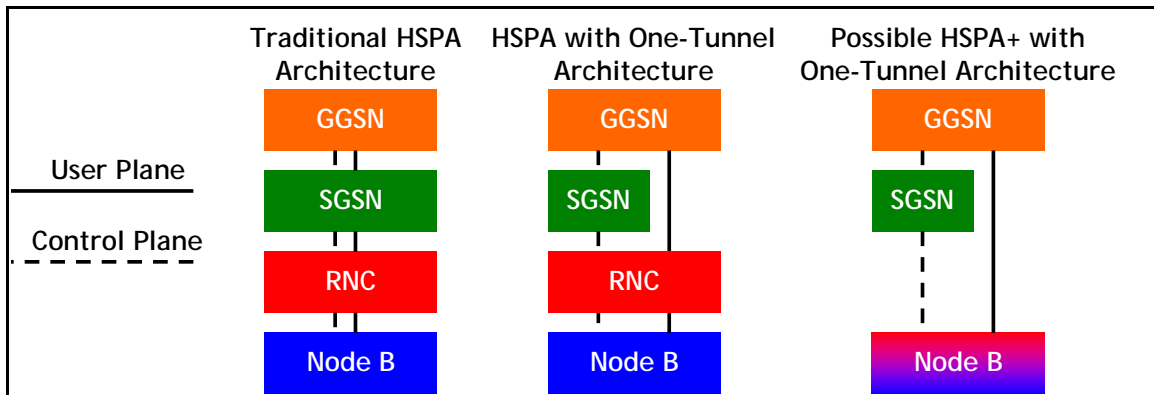 Traditional HSPA
Architecture
HSPA with One-Tunnel
Architecture
Possible HSPA+ with
One-Tunnel Architecture
User Plane
Control Plane
GGSN
SGSN
RNC
Node B
GGSN
SGSN
RNC
Node B
GGSN
SGSN
Node B